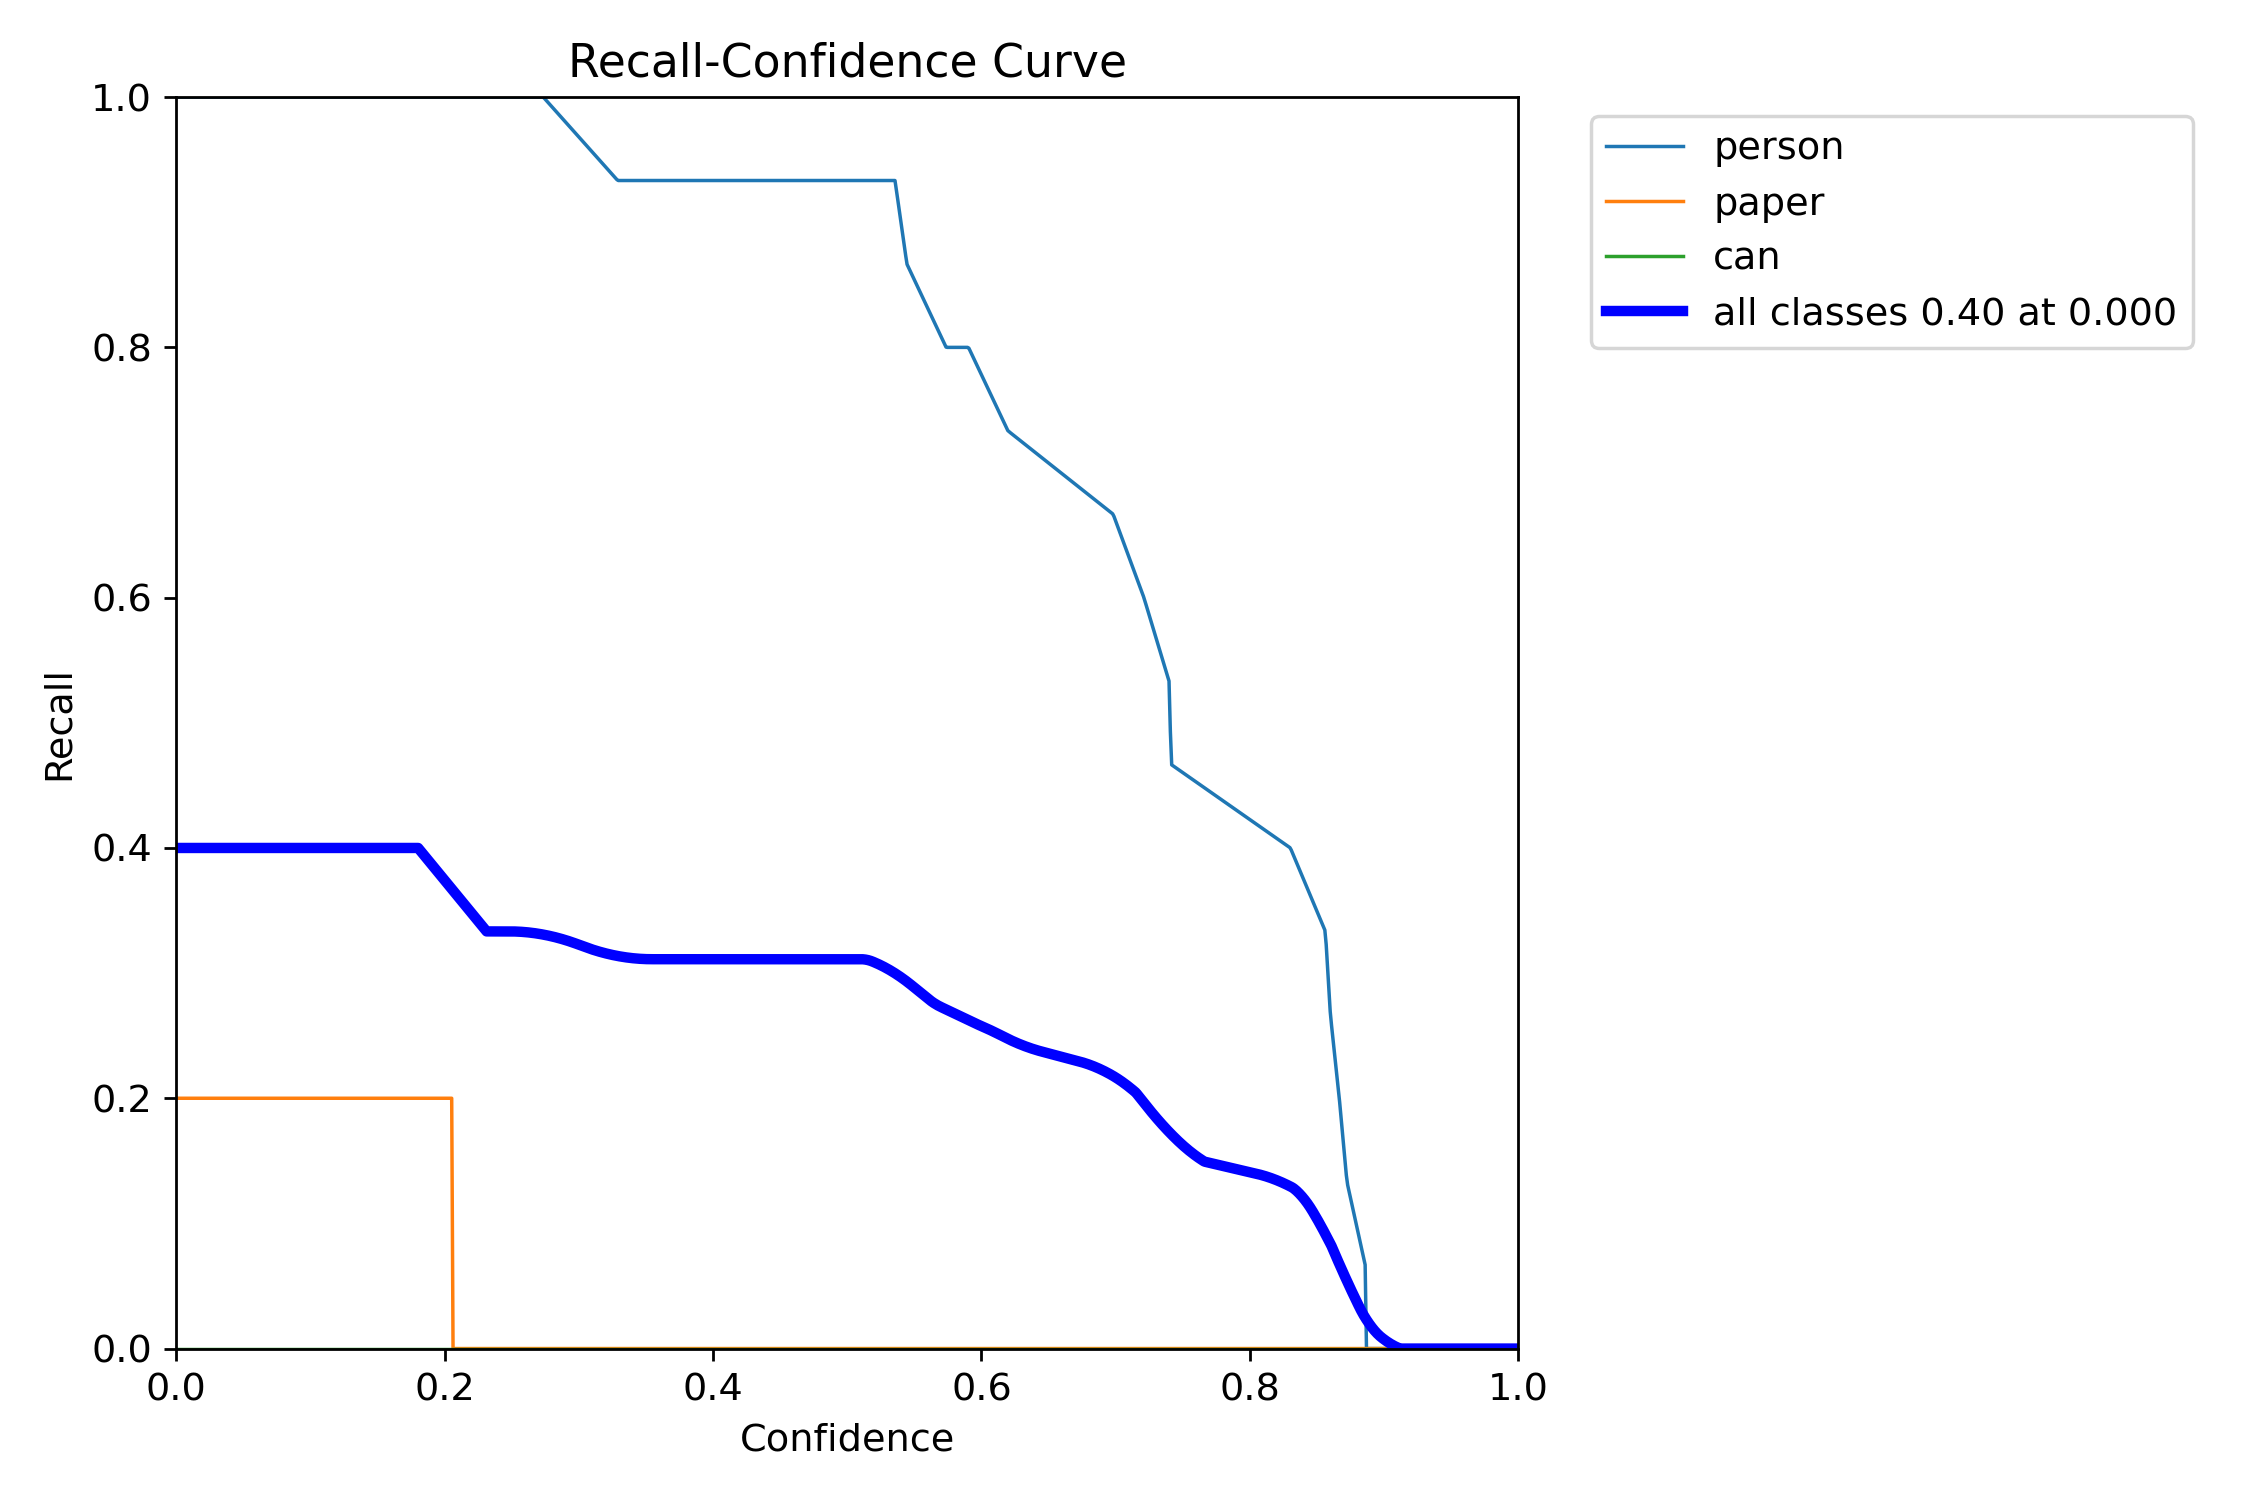 Recall-Confidence Curve
1.0
0.8
0.6
0.4
0.2
0.0
Recall
0.0 0.2 0.4 0.6 0.8 1.0
Confidence
person
paper
can
all classes 0.40 at 0.000